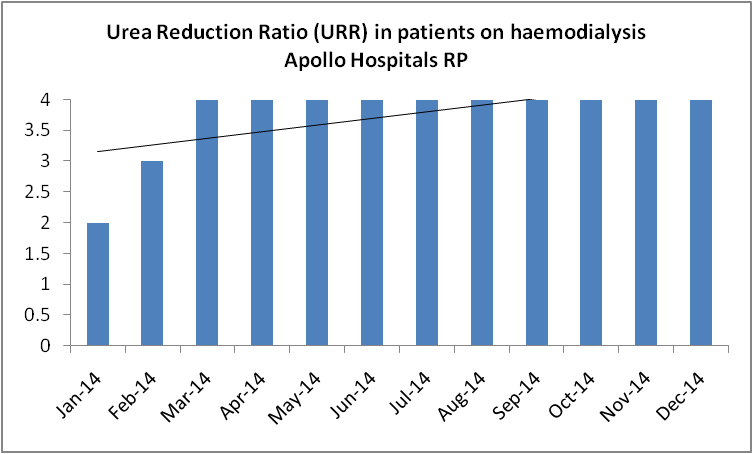 Urea Reduction Ratio (URR) in patients on haemodialysis
Apollo Hospitals RP
4
3.5
3
2.5
2
1.5
1
0.5
0
Jan-14
Feb-14
Mar-14
Apr-14
May-14
Jun-14
Jul-14
Aug-14
Sep-14
Oct-14
Nov-14
Dec-14